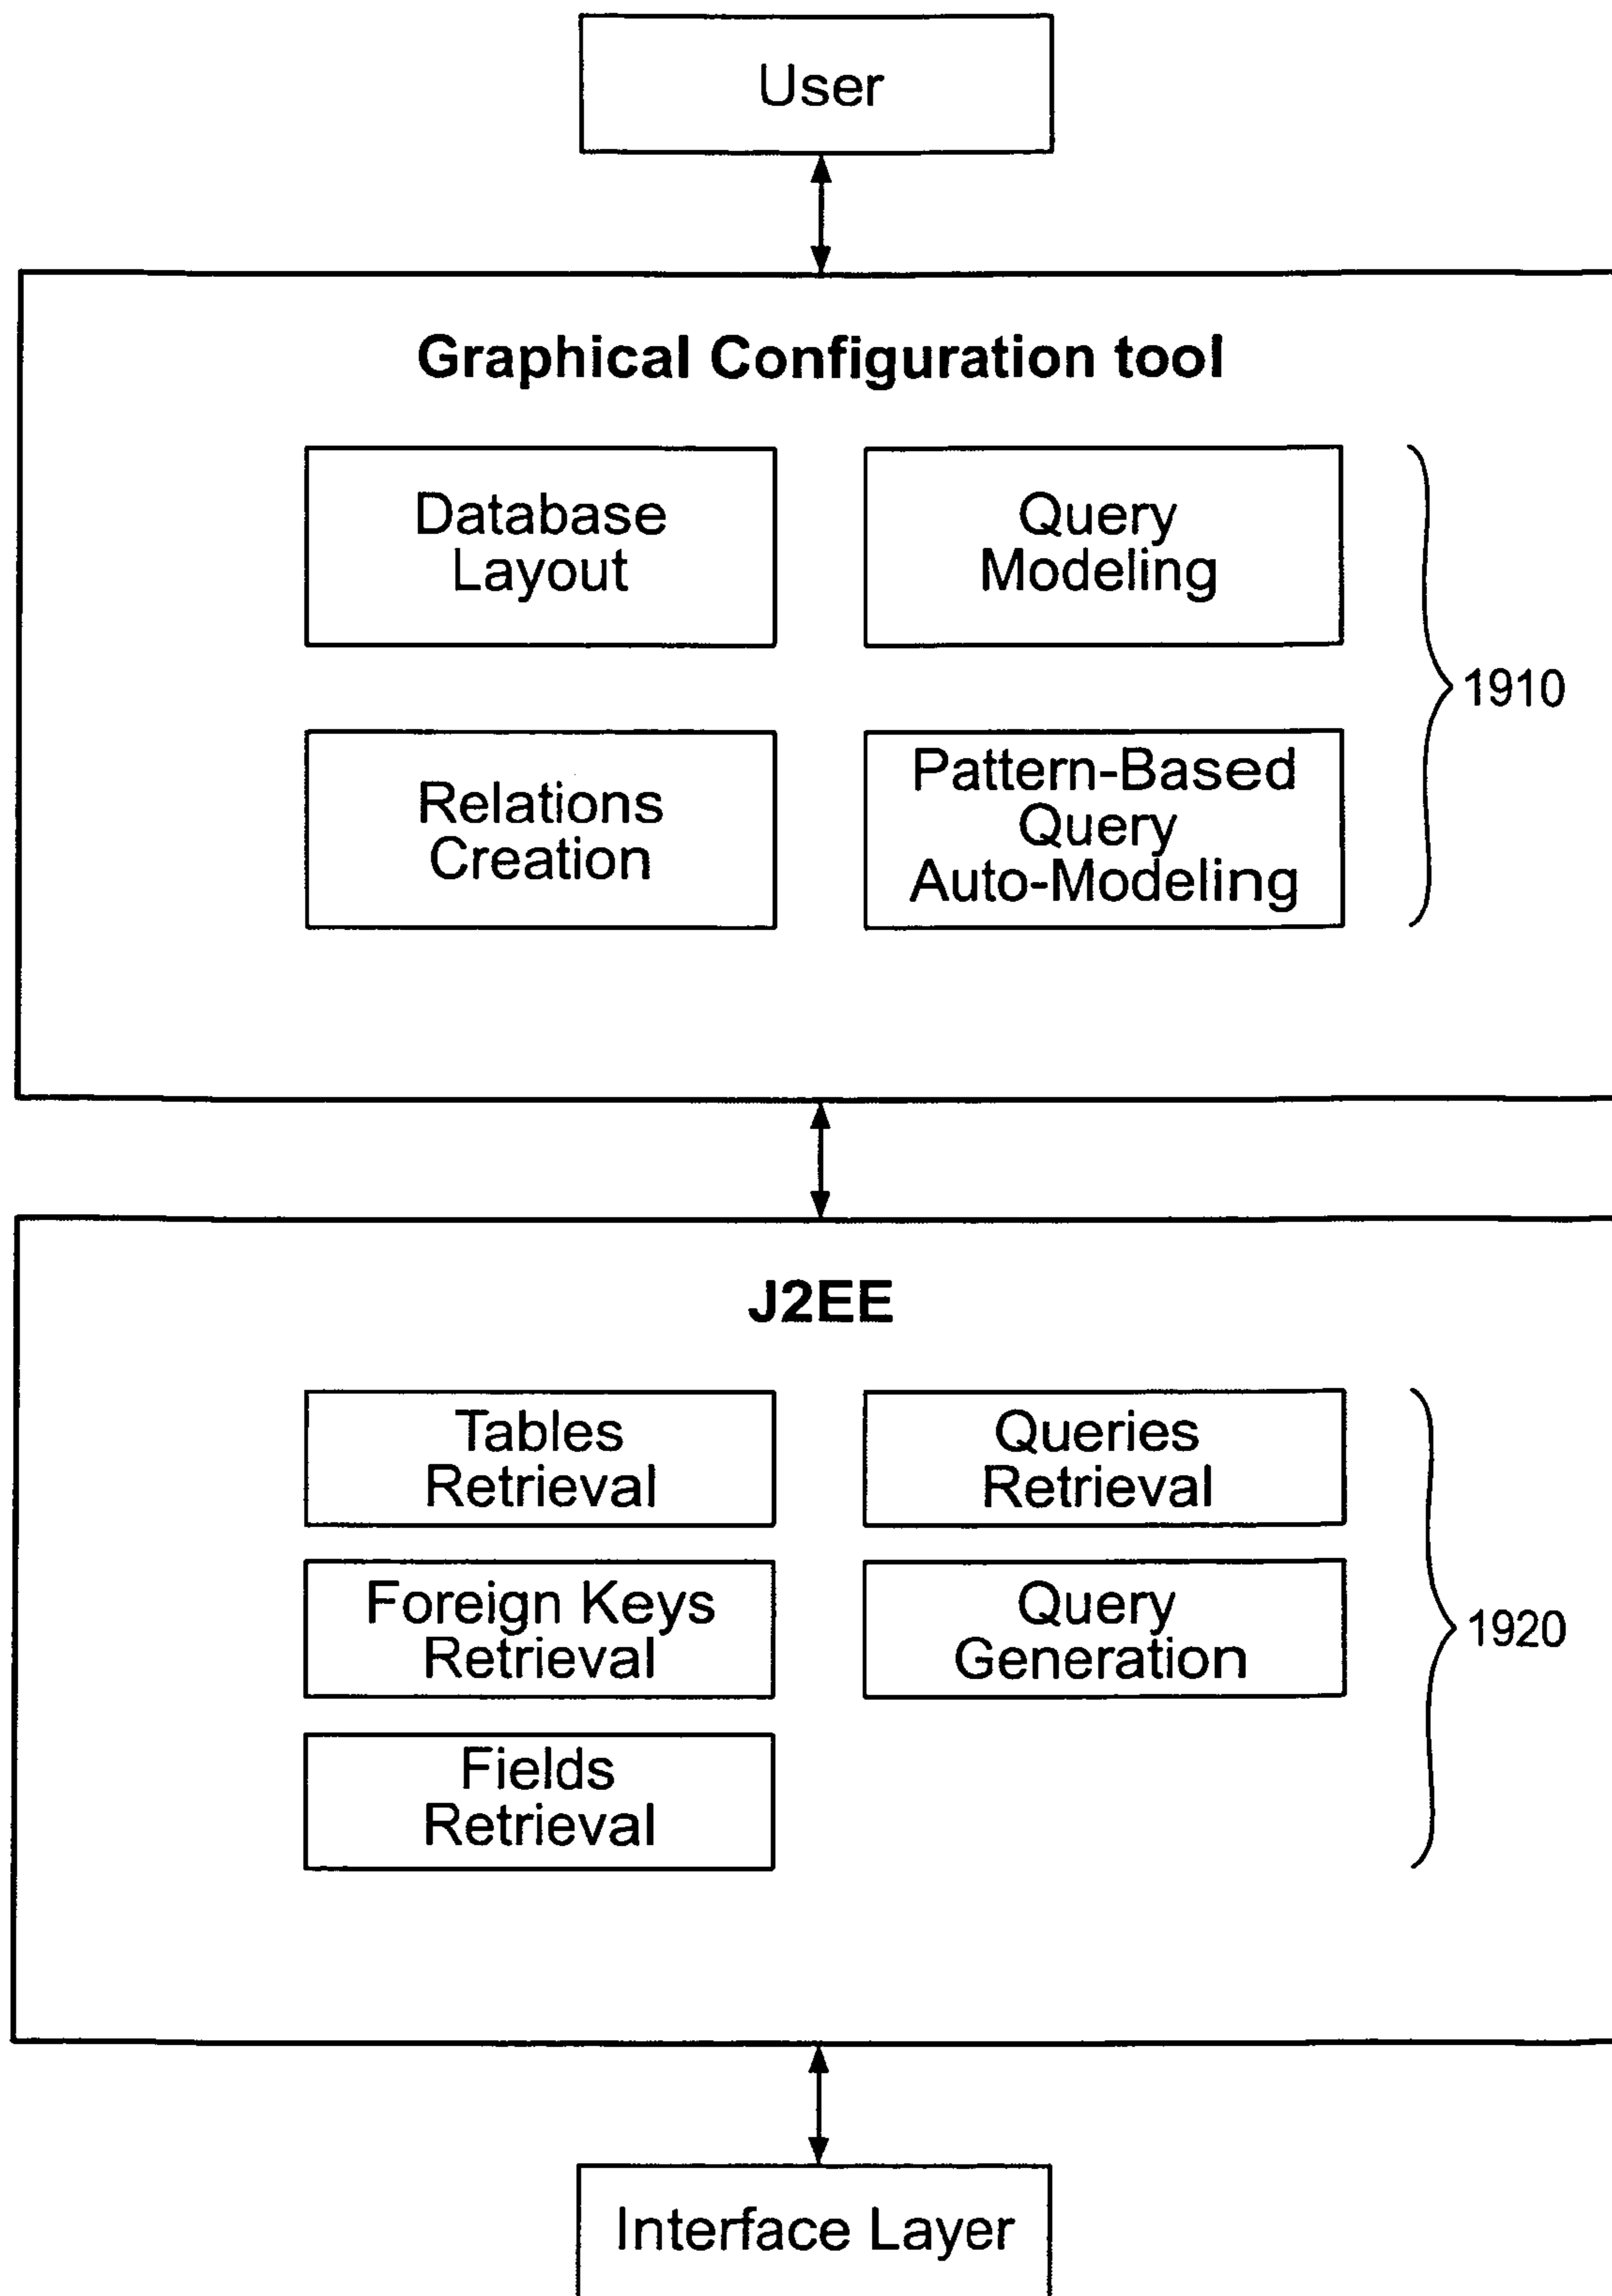 User
Graphical Configuration tool
Database
Layout
Query
Modeling
Relations
Creation
Pattern-Based
Query
Auto-Modeling
1910
J2EE
Tables
Retrieval
Queries
Retrieval
Foreign Keys
Retrieval
Query
Generation
Fields
Retrieval
1920
Interface Layer